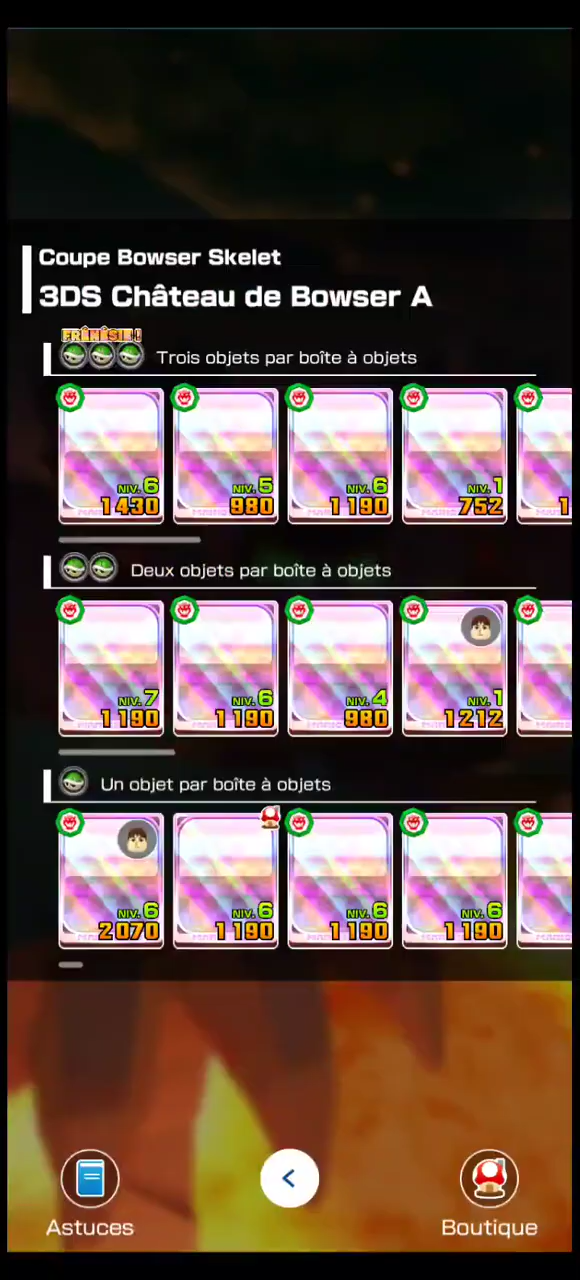 Coupe Bowser Skelet
3DS Château de Bowser A
FRÉNÉSIE !
Trois objets par boîte à objets
NIV. 6 NIV. 5 NIV. 6 NIV. 1
1430 980 1190 752 1
Deux objets par boîte à objets
NIV. 7 NIV. 6 NIV. 4 NIV. 1
1190 1190 980 1212
Un objet par boîte à objets
NIV. 6 NIV. 6 NIV. 6 NIV. 6
2070 1190 1190 1190
Astuces
Boutique